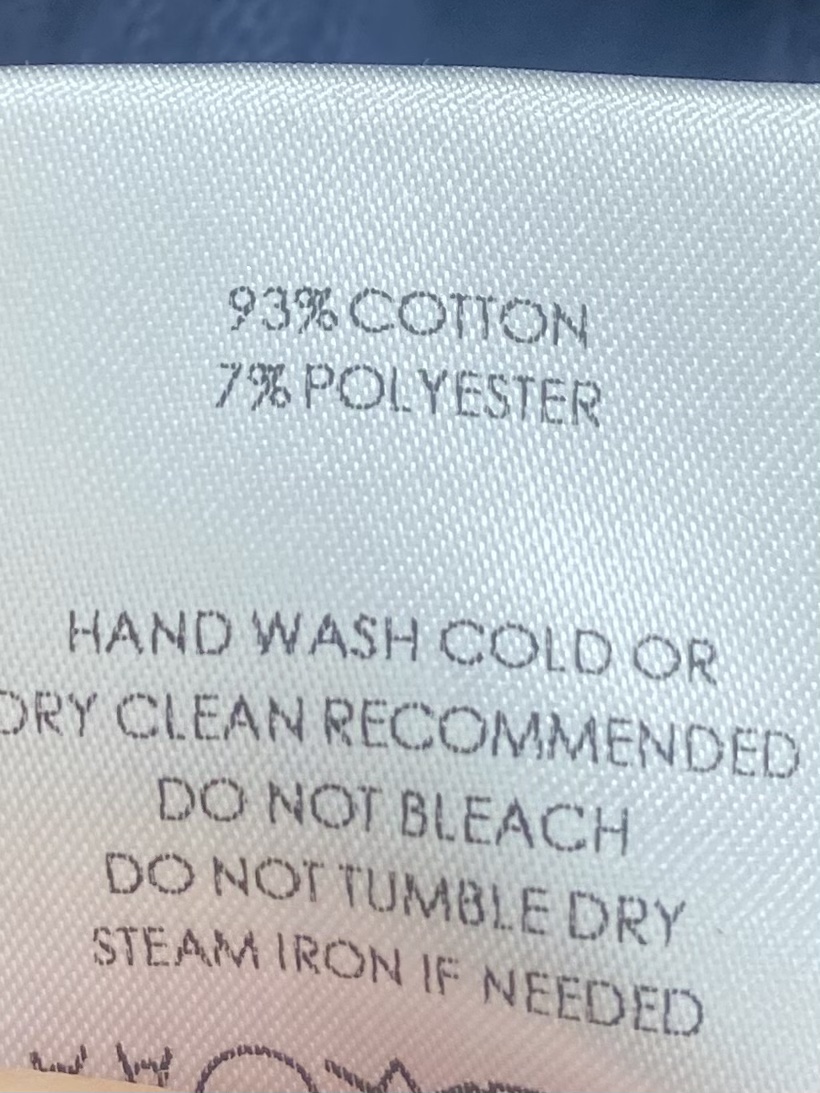 93% COTTON
7% POLYESTER
HAND WASH COLD OR
DRY CLEAN RECOMMENDED
DO NOT BLEACH
DO NOT TUMBLE DRY
STEAM IRON IF NEEDED